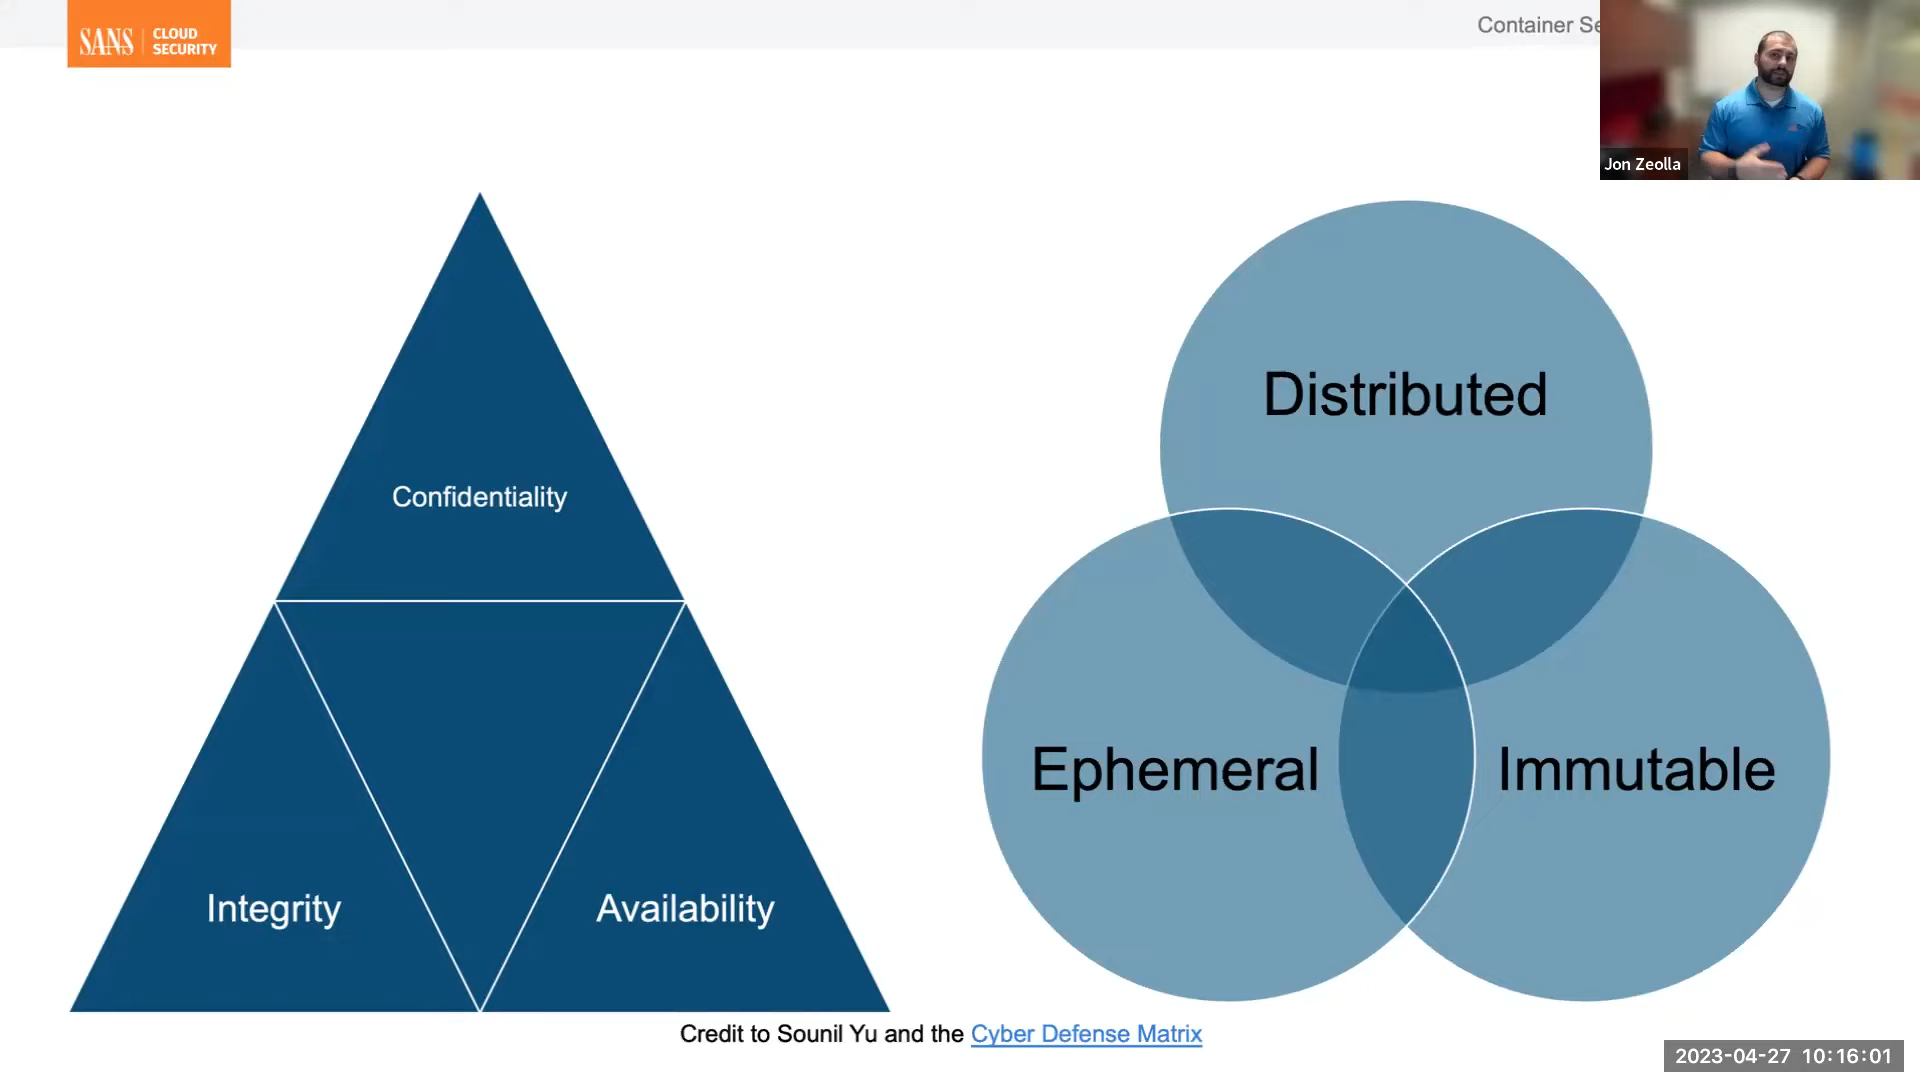 SANS
CLOUD
SECURITY
Container
Jon Zeolla
Confidentiality
Integrity
Availability
Distributed
Ephemeral
Immutable
Credit to Sounil Yu and the Cyber Defense Matrix
2023-04-27 10:16:01